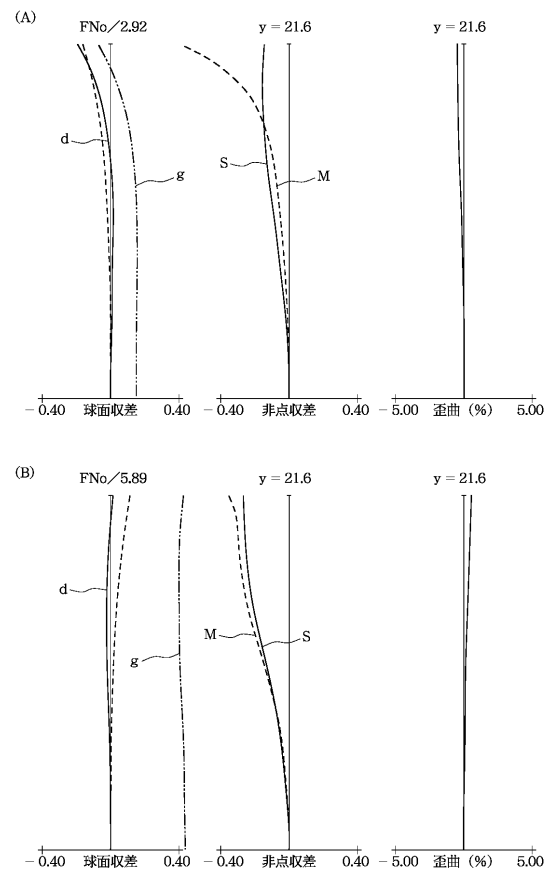 (A)
FNo／2.92
y＝21.6
y＝21.6
d
g
S
M
－0.40
球面収差
0.40
－0.40
非点収差
0.40
－5.00
歪曲（%）
5.00
(B)
FNo／5.89
y＝21.6
y＝21.6
d
g
M
S
－0.40
球面収差
0.40
－0.40
非点収差
0.40
－5.00
歪曲（%）
5.00